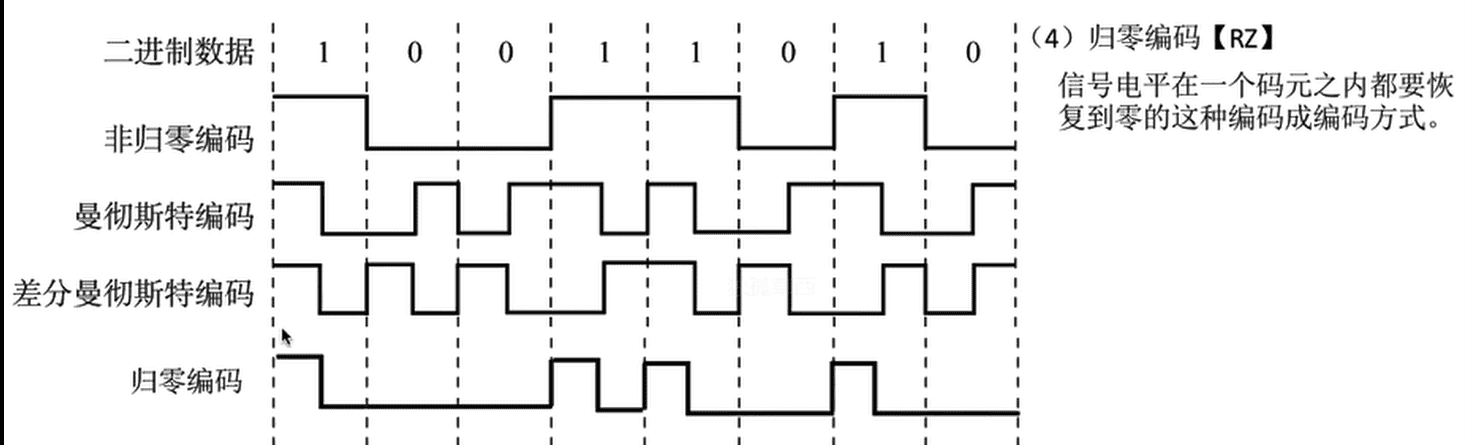 二进制数据 1 0 0 1 1 0 1 0
非归零编码
曼彻斯特编码
差分曼彻斯特编码
归零编码
（4）归零编码【RZ】
信号电平在一个码元之内都要恢
复到零的这种编码成编码方式。